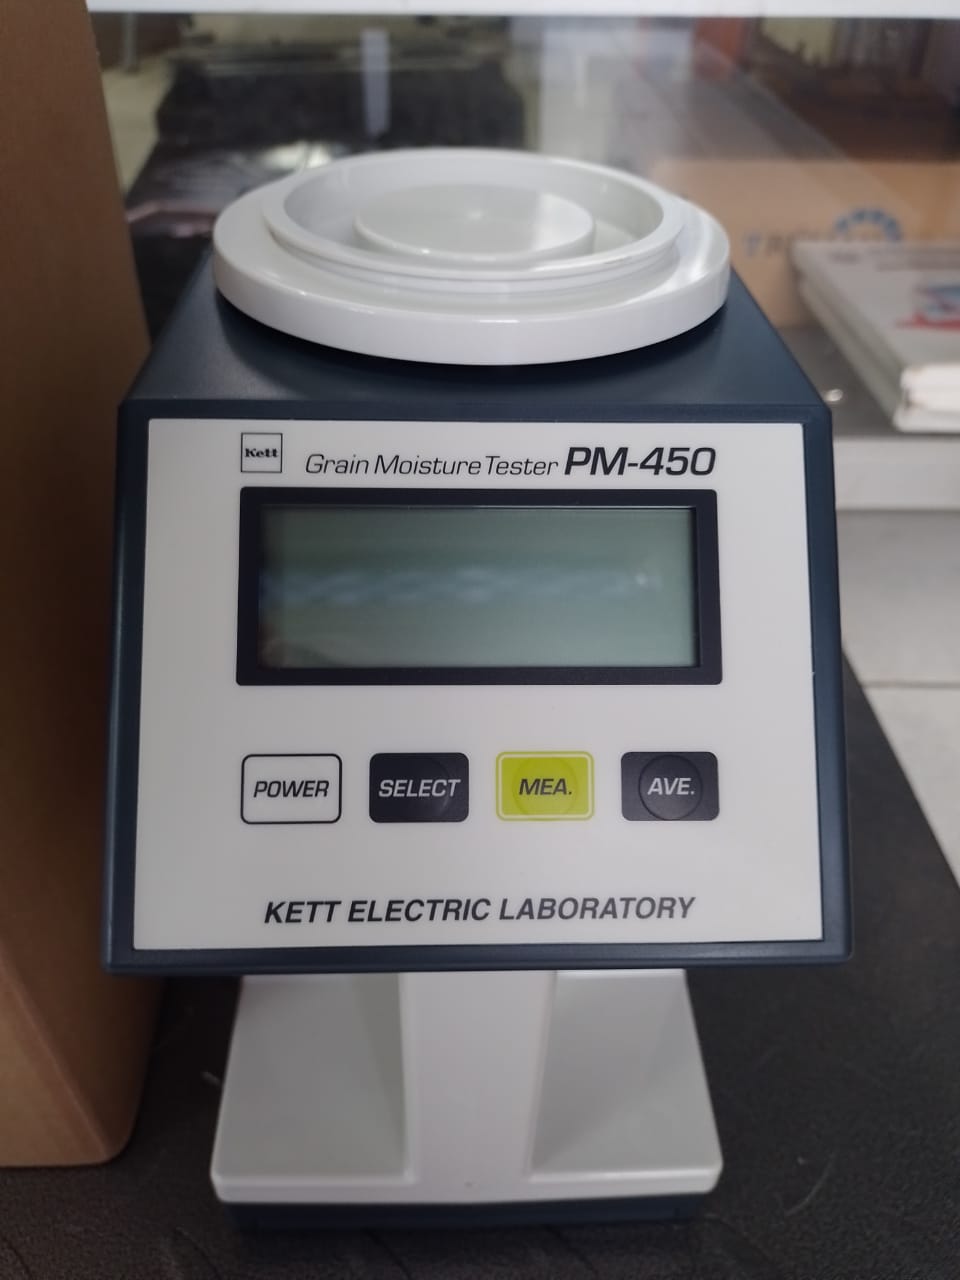 Kett
Grain Moisture Tester PM-450
POWER
SELECT
MEA.
AVE.
KETT ELECTRIC LABORATORY